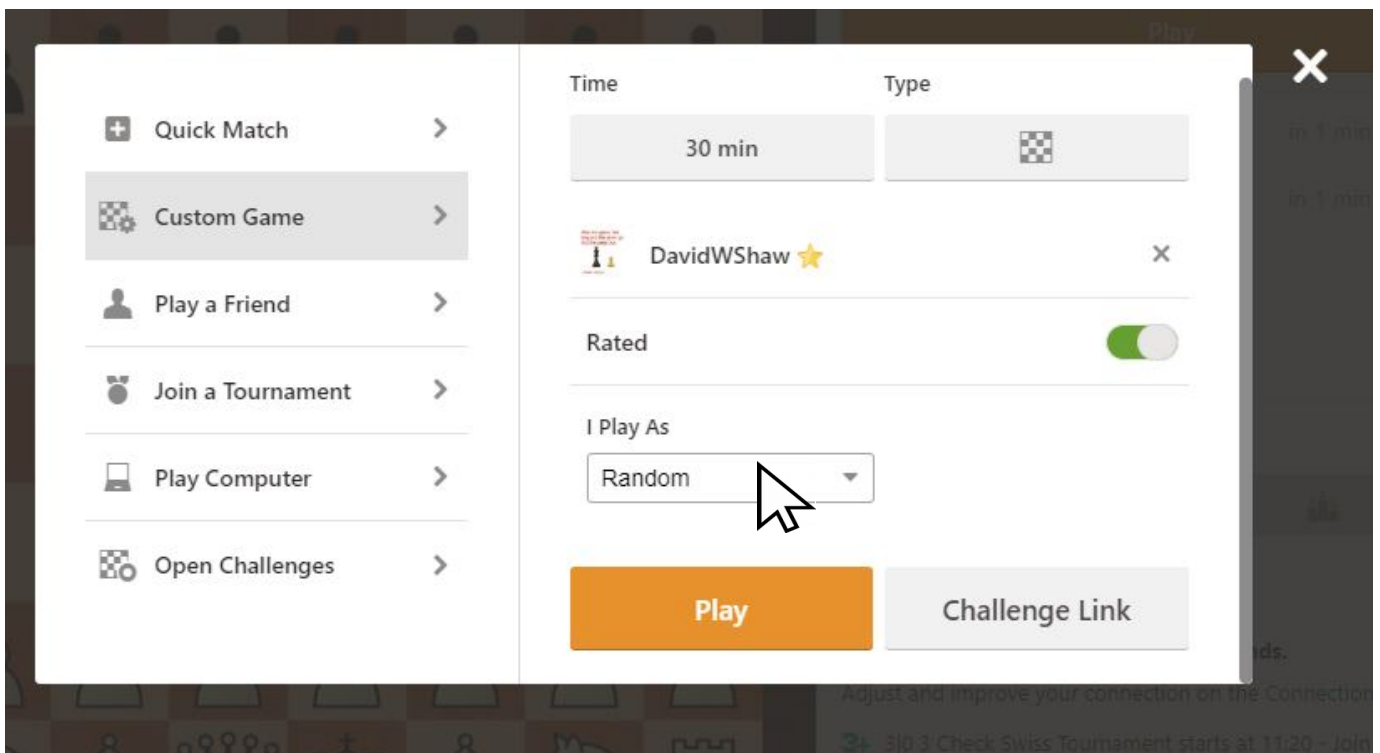 Play
Quick Match
Custom Game
Play a Friend
Join a Tournament
Play Computer
Open Challenges
Time
Type
30 min
DavidWShaw
Rated
I Play As
Random
Play
Challenge Link
in 1 min
in 1 min
ds.
Adjust and improve your connection on the Connection
3|0 3 Check Swiss Tournament starts at 11:20 - Join